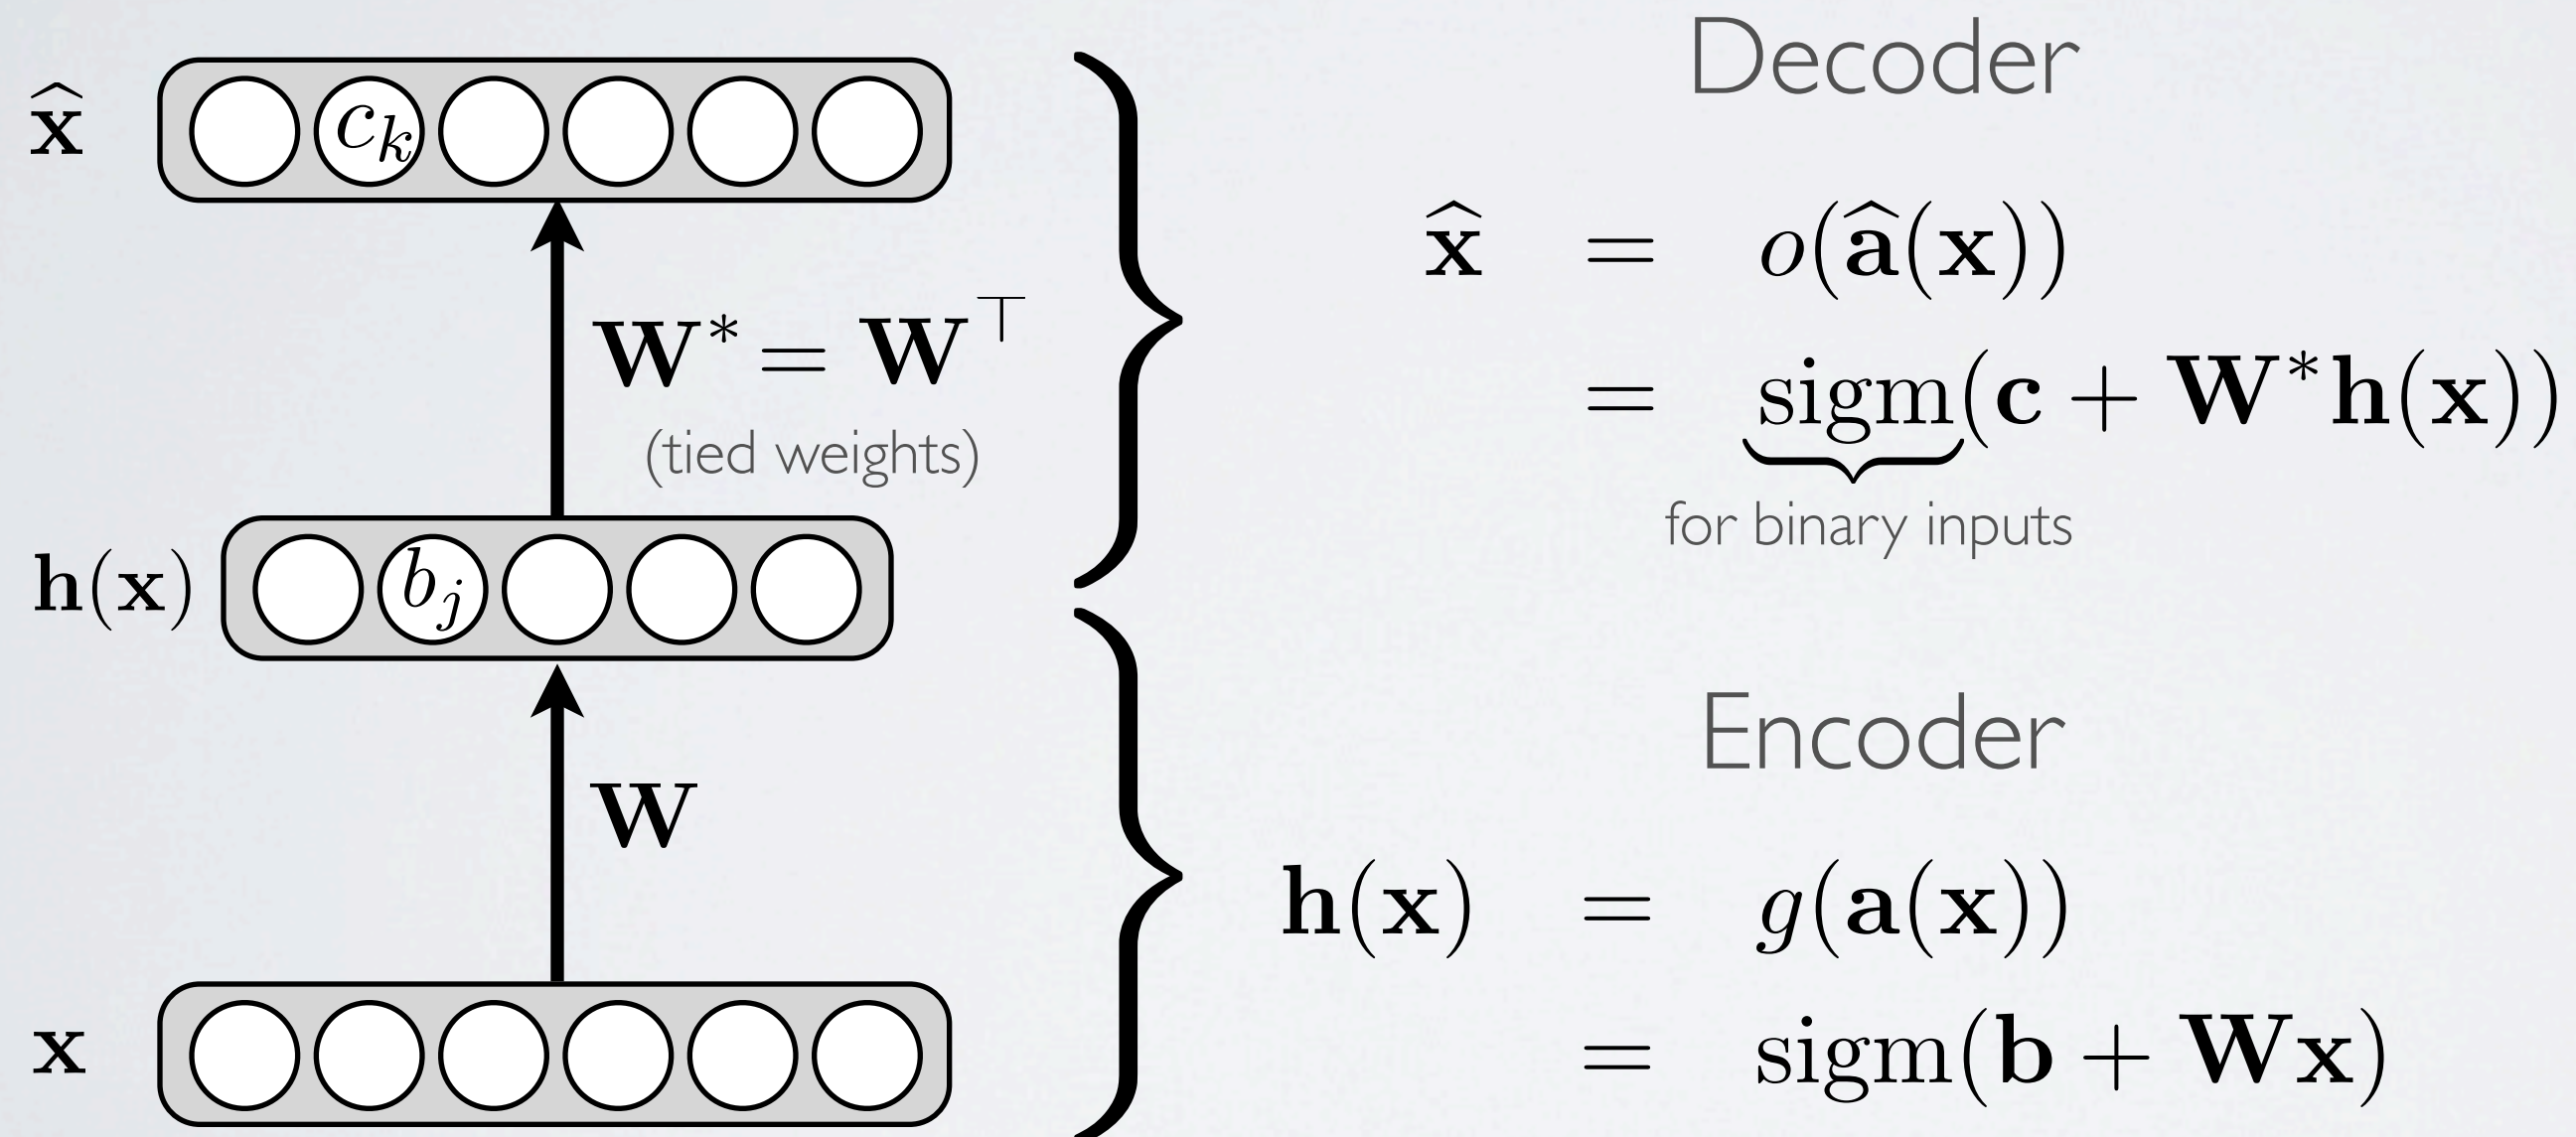 x̂
c_k
W* = W^⊤
(tied weights)
h(x)
b_j
W
x
Decoder
x̂ = o(â(x))
= sigm(c + W*h(x))
for binary inputs
Encoder
h(x) = g(a(x))
= sigm(b + Wx)